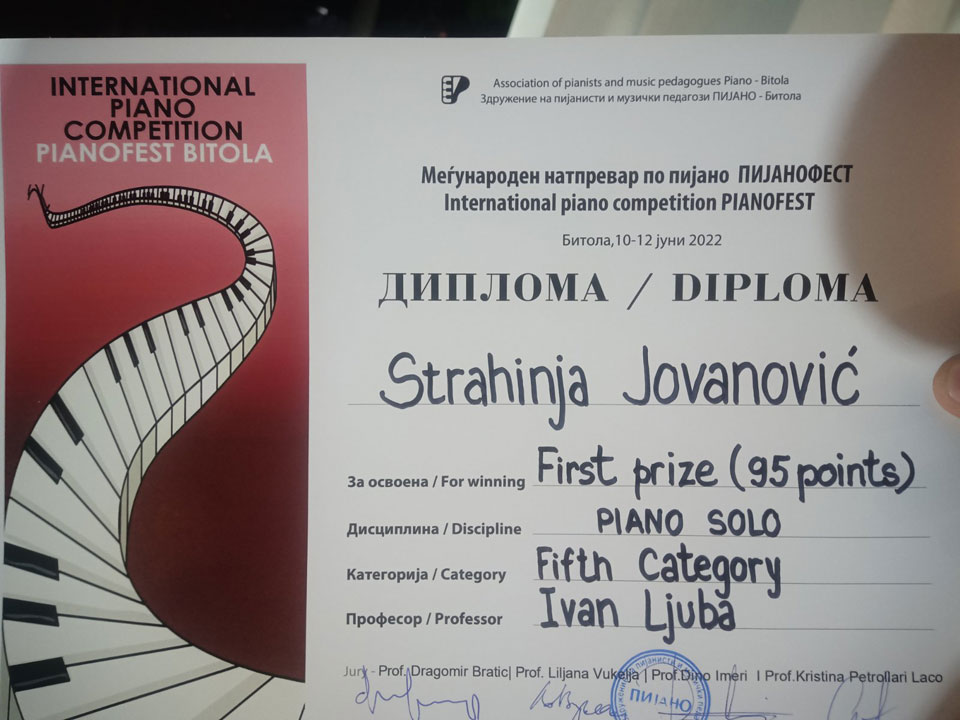 INTERNATIONAL
PIANO
COMPETITION
PIANOFEST BITOLA
Association of pianists and music pedagogues Piano - Bitola
Здружение на пијанисти и музички педагози ПИЈАНО - Битола
Меѓународен натпревар по пијано ПИЈАНОФЕСТ
International piano competition PIANOFEST
Битола,10-12 јуни 2022
ДИПЛОМА / DIPLOMA
Strahinja Jovanović
За освоена / For winning First prize (95 points)
Дисциплина / Discipline PIANO SOLO
Категорија / Category Fifth Category
Професор / Professor Ivan Ljuba
Jury - Prof. Dragomir Bratic| Prof. Liljana Vukelja | Prof.Dino Imeri I Prof.Kristina Petrollari Laco
ПИЈАНО